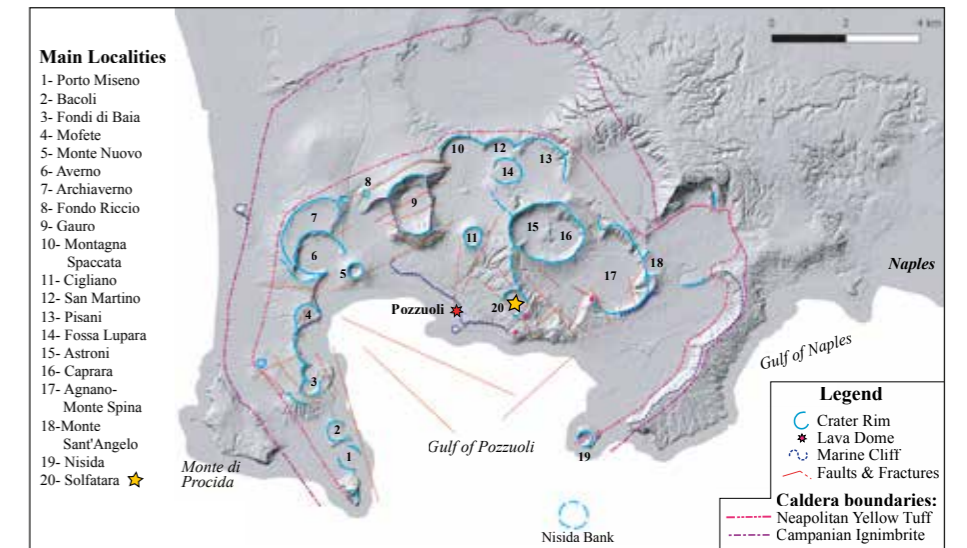 Main Localities
1- Porto Miseno
2- Bacoli
3- Fondi di Baia
4- Mofete
5- Monte Nuovo
6- Averno
7- Archiaverno
8- Fondo Riccio
9- Gauro
10- Montagna
Spaccata
11- Cigliano
12- San Martino
13- Pisani
14- Fossa Lupara
15- Astroni
16- Caprara
17- Agnano-
Monte Spina
18-Monte
Sant'Angelo
19- Nisida
20- Solfatara
0 2 4 km
10 12 13
14
8
9
7
15 16
11
6
5
17
18
Naples
20
Pozzuoli
4
Gulf of Naples
3
2
1
Gulf of Pozzuoli
19
Monte di
Procida
Nisida Bank
Legend
Crater Rim
Lava Dome
Marine Cliff
Faults & Fractures
Caldera boundaries:
Neapolitan Yellow Tuff
Campanian Ignimbrite